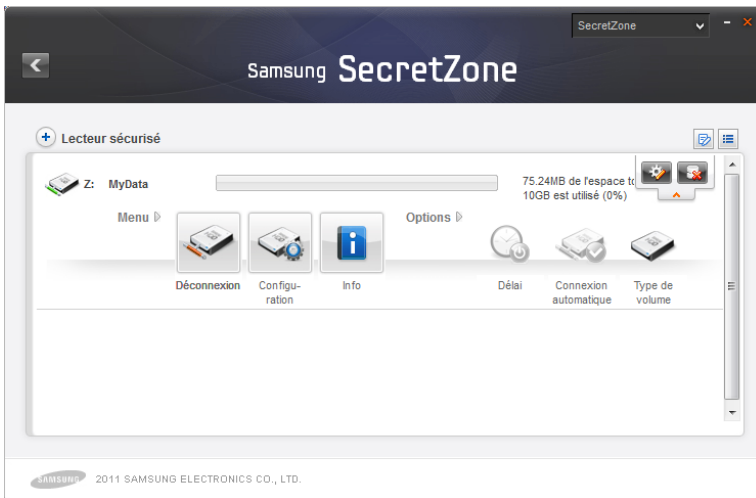 SecretZone
Samsung SecretZone
Lecteur sécurisé
Z: MyData
75.24MB de l'espace
10GB est utilisé (0%)
Menu
Options
Déconnexion
Configu-
ration
Info
Délai
Connexion
automatique
Type de
volume
SAMSUNG 2011 SAMSUNG ELECTRONICS CO., LTD.